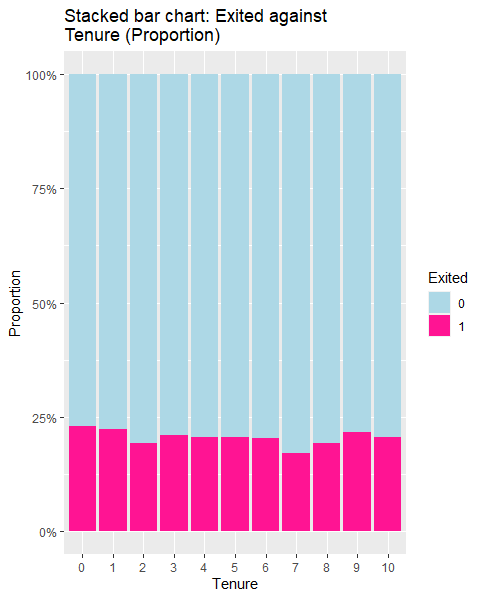 Stacked bar chart: Exited against
Tenure (Proportion)
100%
75%
50%
25%
0%
Proportion
0 1 2 3 4 5 6 7 8 9 10
Tenure
Exited
0
1